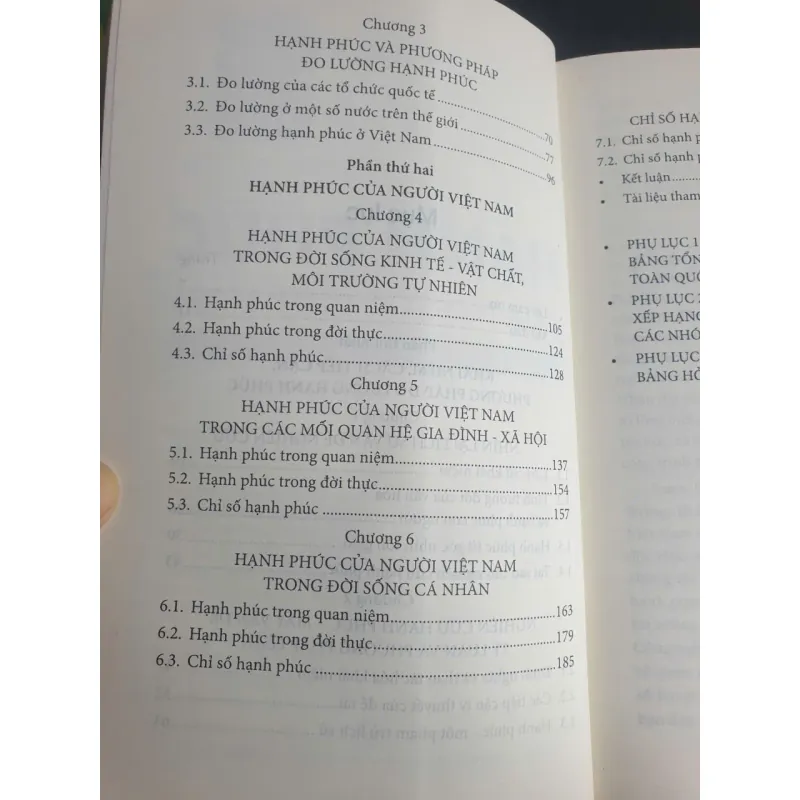 Chương 3
HẠNH PHÚC VÀ PHƯƠNG PHÁP
ĐO LƯỜNG HẠNH PHÚC
3.1. Đo lường của các tổ chức quốc tế ........ 70
3.2. Đo lường ở một số nước trên thế giới ........ 77
3.3. Đo lường hạnh phúc ở Việt Nam ........ 96
Phần thứ hai
HẠNH PHÚC CỦA NGƯỜI VIỆT NAM
Chương 4
HẠNH PHÚC CỦA NGƯỜI VIỆT NAM
TRONG ĐỜI SỐNG KINH TẾ - VẬT CHẤT,
MÔI TRƯỜNG TỰ NHIÊN
4.1. Hạnh phúc trong quan niệm ........ 105
4.2. Hạnh phúc trong đời thực ........ 124
4.3. Chỉ số hạnh phúc ........ 128
Chương 5
HẠNH PHÚC CỦA NGƯỜI VIỆT NAM
TRONG CÁC MỐI QUAN HỆ GIA ĐÌNH - XÃ HỘI
5.1. Hạnh phúc trong quan niệm ........ 137
5.2. Hạnh phúc trong đời thực ........ 154
5.3. Chỉ số hạnh phúc ........ 157
Chương 6
HẠNH PHÚC CỦA NGƯỜI VIỆT NAM
TRONG ĐỜI SỐNG CÁ NHÂN
6.1. Hạnh phúc trong quan niệm ........ 163
6.2. Hạnh phúc trong đời thực ........ 179
6.3. Chỉ số hạnh phúc ........ 185
CHỈ SỐ HẠ
7.1. Chỉ số hạnh p
7.2. Chỉ số hạnh p
• Kết luận ........
• Tài liệu tham
• PHỤ LỤC 1
BẢNG TỔN
TOÀN QUỐ
• PHỤ LỤC 2
XẾP HẠNG
CÁC NHÓ
• PHỤ LỤC
BẢNG HỎ